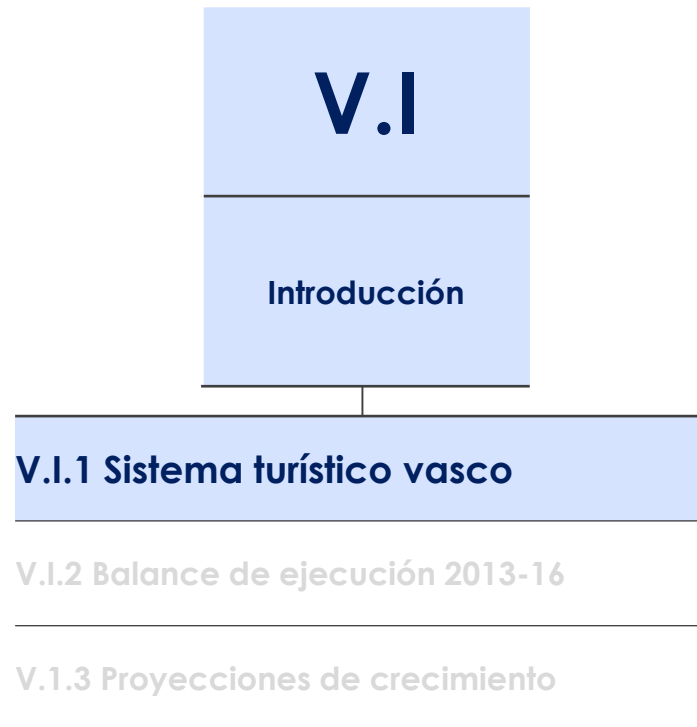 V.I
Introducción
V.I.1 Sistema turístico vasco
V.I.2 Balance de ejecución 2013-16
V.1.3 Proyecciones de crecimiento